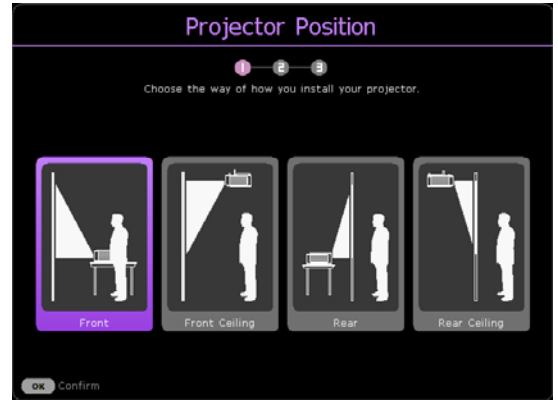 Projector Position
1 2 3
Choose the way of how you install your projector.
Front
Front Ceiling
Rear
Rear Ceiling
OK Confirm